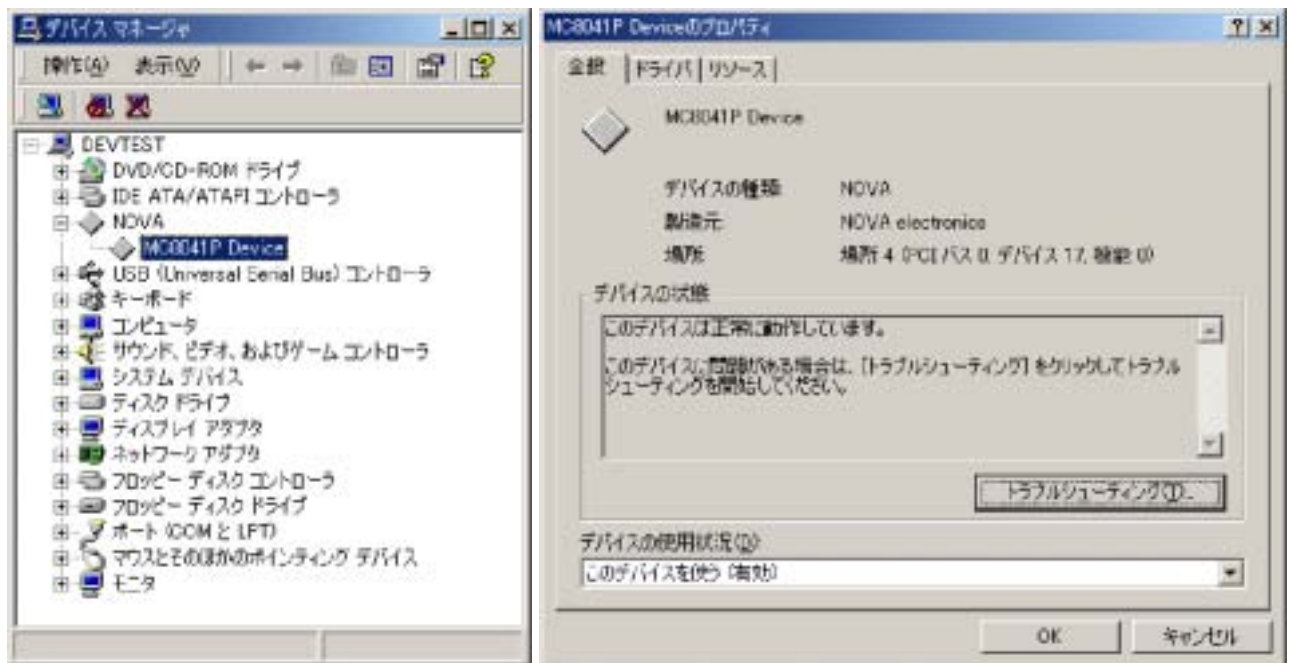 デバイス マネージャ
操作(A) 表示(V)
DEVTEST
DVD/CD-ROM ドライブ
IDE ATA/ATAPI コントローラ
NOVA
MC8041P Device
USB (Universal Serial Bus) コントローラ
キーボード
コンピュータ
サウンド、ビデオ、およびゲーム コントローラ
システム デバイス
ディスク ドライブ
ディスプレイ アダプタ
ネットワーク アダプタ
フロッピー ディスク コントローラ
フロッピー ディスク ドライブ
ポート (COM と LPT)
マウスとそのほかのポインティング デバイス
モニタ
MC8041P Deviceのプロパティ
全般 ドライバ リソース
MC8041P Device
デバイスの種類 NOVA
製造元 NOVA electronics
場所 場所 4 (PCI バス 0, デバイス 17, 機能 0)
デバイスの状態
このデバイスは正常に動作しています。
このデバイスに問題がある場合は、[トラブルシューティング] をクリックしてトラブル
シューティングを開始してください。
トラブルシューティング(T)...
デバイスの使用状況(D)
このデバイスを使う (有効)
OK キャンセル